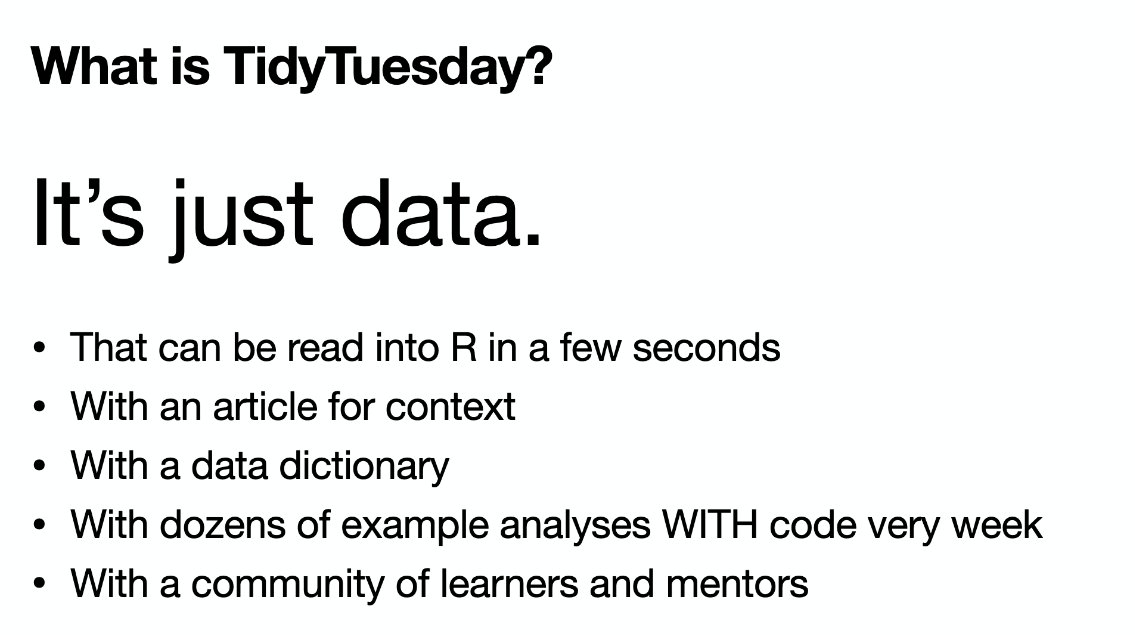 What is TidyTuesday?
It’s just data.
• That can be read into R in a few seconds
• With an article for context
• With a data dictionary
• With dozens of example analyses WITH code very week
• With a community of learners and mentors